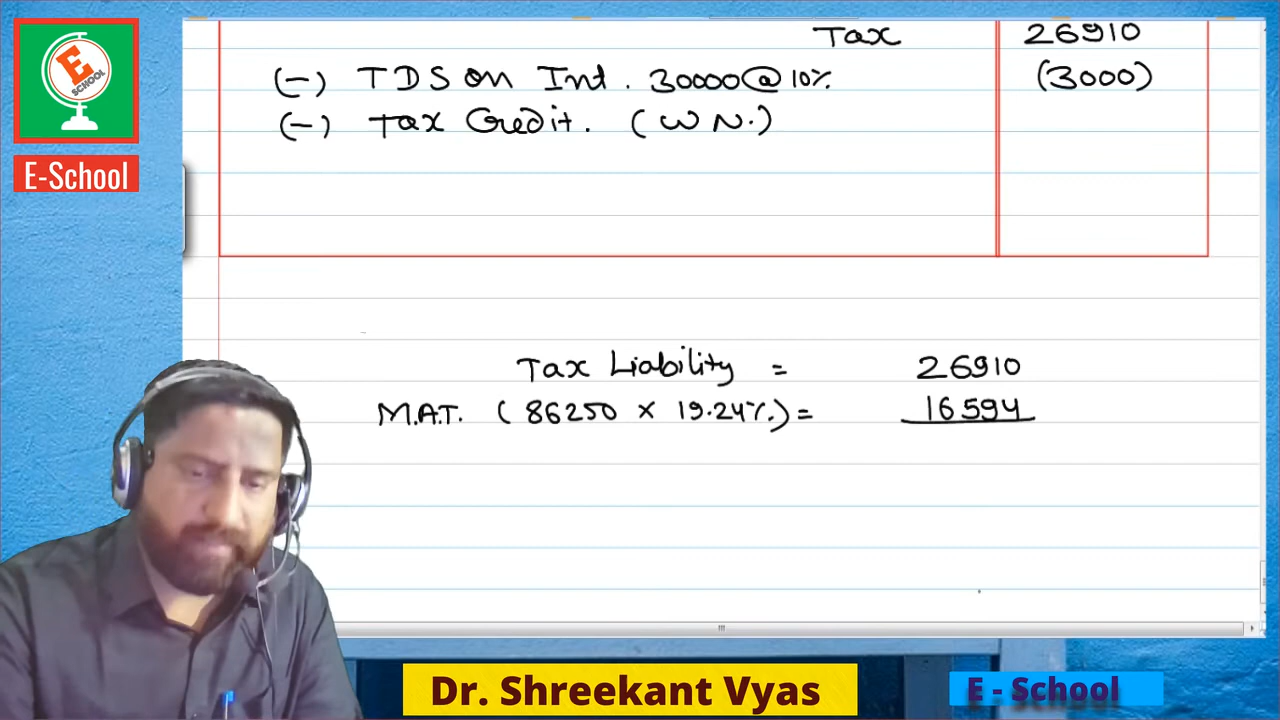 E
SCHOOL
E-School
Tax 26910
(-) TDS on Int. 30000 @ 10% (3000)
(-) Tax Credit. (W N.)
Tax Liability = 26910
M.A.T. ( 86250 × 19.24%.) = 16594
Dr. Shreekant Vyas
E - School